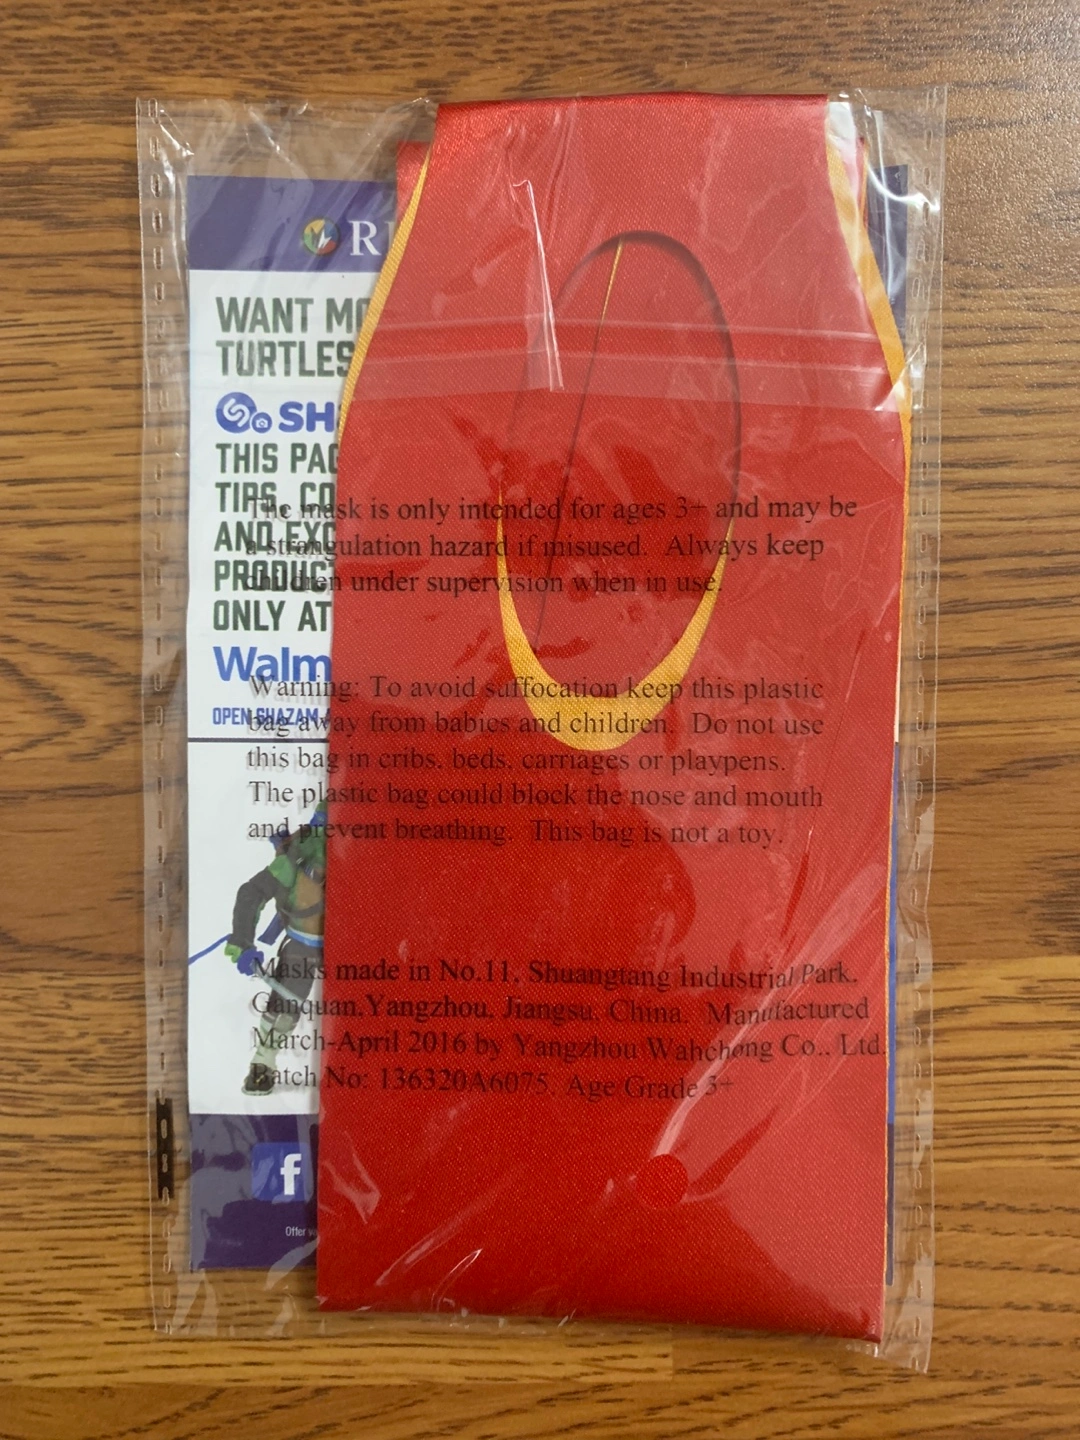 WANT
TURTLES
SH
THIS PAC
TIPS, CO
AND EXC
PRODUCT
ONLY AT
Walm
OPEN SHAZAM
The mask is only intended for ages 3+ and may be
a strangulation hazard if misused. Always keep
children under supervision when in use.
Warning: To avoid suffocation keep this plastic
bag away from babies and children. Do not use
this bag in cribs, beds, carriages or playpens.
The plastic bag could block the nose and mouth
and prevent breathing. This bag is not a toy.
Masks made in No.11, Shuangtang Industrial Park,
Ganquan,Yangzhou, Jiangsu, China. Manufactured
March-April 2016 by Yangzhou Wahchong Co., Ltd.
Batch No: 136320A6075. Age Grade 3+
f
Offer